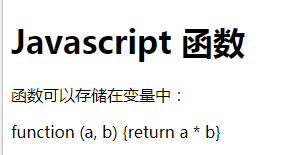 Javascript 函数
函数可以存储在变量中：
function (a, b) {return a * b}